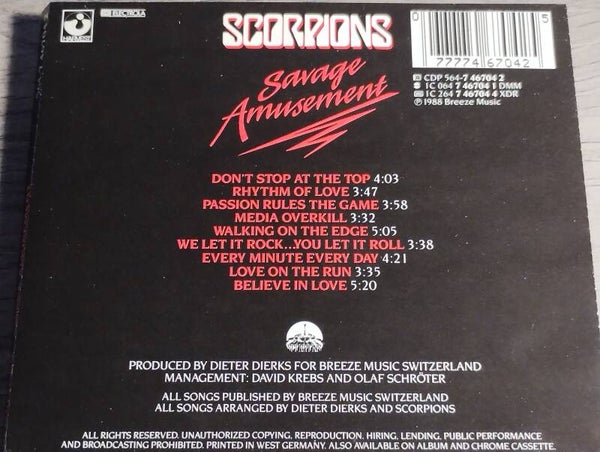 SCORPIONS
Savage
Amusement
HARVEST
ELECTROLA
0 77774 67042 5
CDP 564-7 46704 2
1C 064 7 46704 1 DMM
1C 264 7 46704 4 XDR
Ⓟ 1988 Breeze Music
DON'T STOP AT THE TOP 4:03
RHYTHM OF LOVE 3:47
PASSION RULES THE GAME 3:58
MEDIA OVERKILL 3:32
WALKING ON THE EDGE 5:05
WE LET IT ROCK...YOU LET IT ROLL 3:38
EVERY MINUTE EVERY DAY 4:21
LOVE ON THE RUN 3:35
BELIEVE IN LOVE 5:20
PRODUCED BY DIETER DIERKS FOR BREEZE MUSIC SWITZERLAND
MANAGEMENT: DAVID KREBS AND OLAF SCHRÖTER
ALL SONGS PUBLISHED BY BREEZE MUSIC SWITZERLAND
ALL SONGS ARRANGED BY DIETER DIERKS AND SCORPIONS
ALL RIGHTS RESERVED. UNAUTHORIZED COPYING, REPRODUCTION, HIRING, LENDING, PUBLIC PERFORMANCE
AND BROADCASTING PROHIBITED. PRINTED IN WEST GERMANY. ALSO AVAILABLE ON ALBUM AND CHROME CASSETTE.